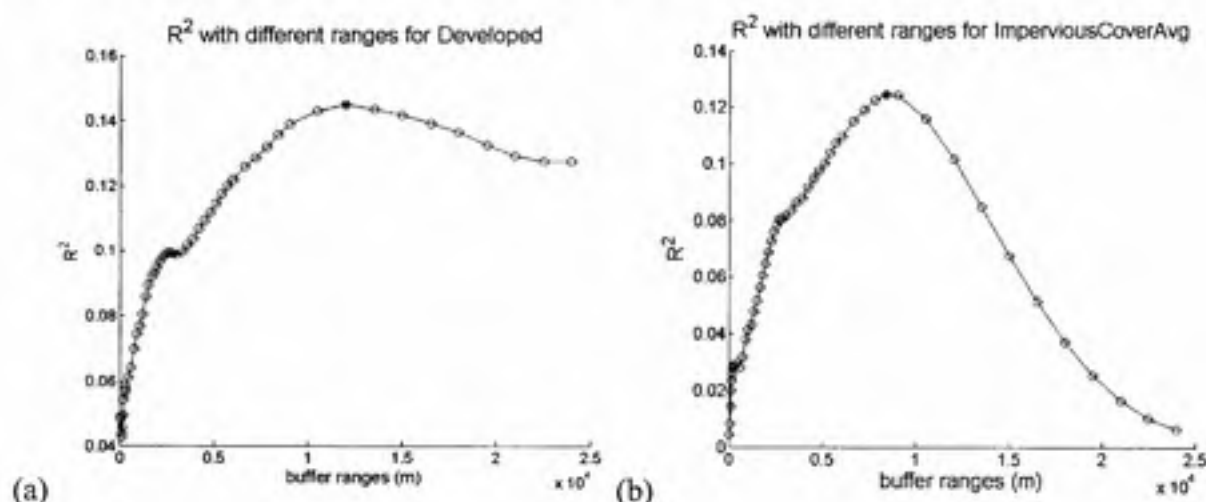 R² with different ranges for Developed
0.16
0.14
0.12
0.1
0.08
0.06
0.04
R²
0 0.5 1 1.5 2 2.5
buffer ranges (m)
x 10⁴
(a)
R² with different ranges for ImperviousCoverAvg
0.14
0.12
0.1
0.08
0.06
0.04
0.02
0
R²
0 0.5 1 1.5 2 2.5
buffer ranges (m)
x 10⁴
(b)